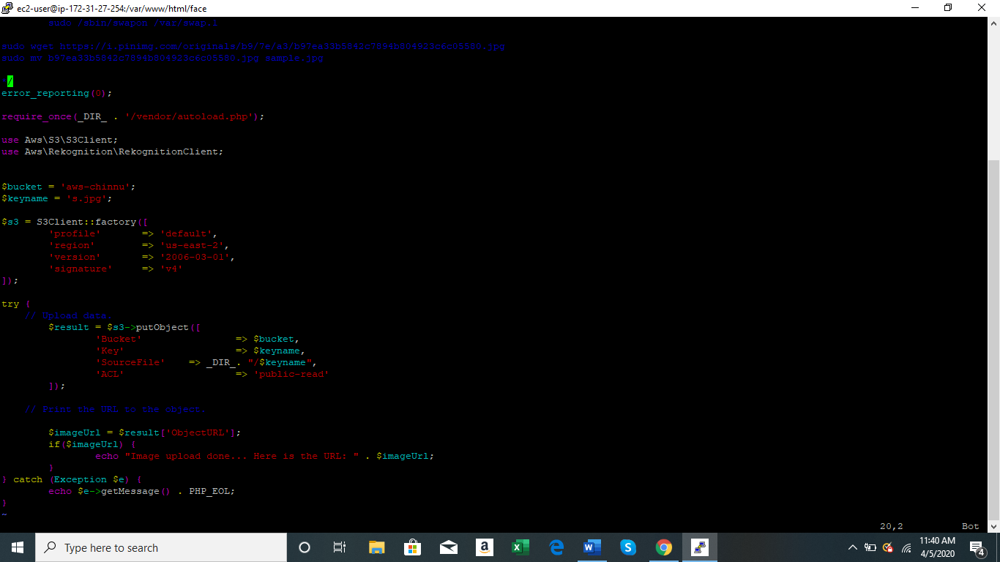 ec2-user@ip-172-31-27-254:/var/www/html/face
sudo /sbin/swapon /var/swap.1
sudo wget https://i.pinimg.com/originals/b9/7e/a3/b97ea33b5842c7894b804923c6c05580.jpg
sudo mv b97ea33b5842c7894b804923c6c05580.jpg sample.jpg
*/
error_reporting(0);
require_once(_DIR_ . '/vendor/autoload.php');
use Aws\S3\S3Client;
use Aws\Rekognition\RekognitionClient;
$bucket = 'aws-chinnu';
$keyname = 's.jpg';
$s3 = S3Client::factory([
'profile' => 'default',
'region' => 'us-east-2',
'version' => '2006-03-01',
'signature' => 'v4'
]);
try {
// Upload data.
$result = $s3->putObject([
'Bucket' => $bucket,
'Key' => $keyname,
'SourceFile' => _DIR_. "/$keyname",
'ACL' => 'public-read'
]);
// Print the URL to the object.
$imageUrl = $result['ObjectURL'];
if($imageUrl) {
echo "Image upload done... Here is the URL: " . $imageUrl;
}
} catch (Exception $e) {
echo $e->getMessage() . PHP_EOL;
}
~
20,2 Bot
Type here to search
11:40 AM
4/5/2020
4